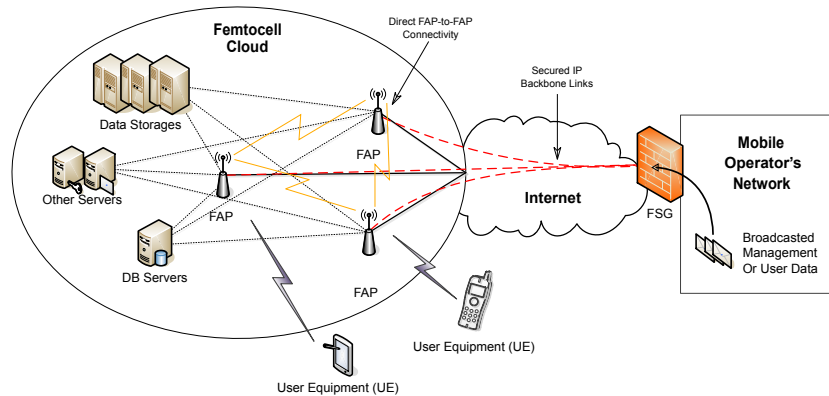 Femtocell
Cloud
Direct FAP-to-FAP
Connectivity
Secured IP
Backbone Links
Data Storages
FAP
Mobile
Operator's
Network
Other Servers
FAP
Internet
FSG
DB Servers
Broadcasted
Management
Or User Data
FAP
User Equipment (UE)
User Equipment (UE)